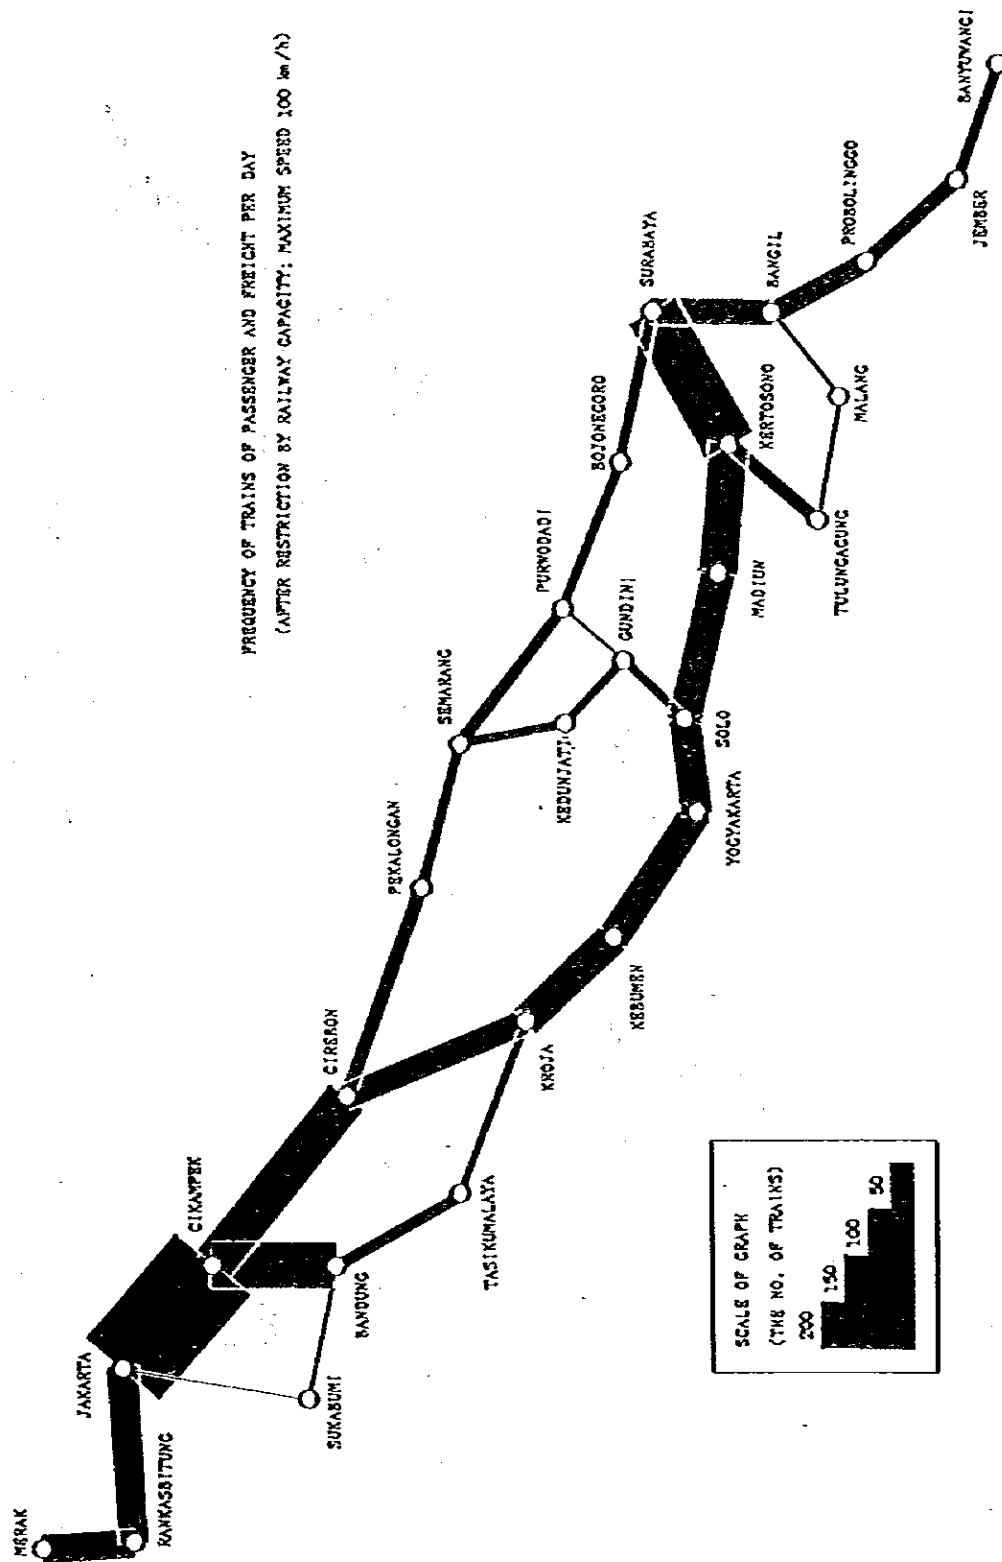 FREQUENCY OF TRAINS OF PASSENGER AND FREIGHT PER DAY
(AFTER RESTRICTION BY RAILWAY CAPACITY: MAXIMUM SPEED 100 km/h)
MERAK
RANKASBITUNG
JAKARTA
SUKABUMI
CIKAMPEK
BANDUNG
TASIKUMALAYA
CIREBON
KROJA
KEBUMEN
PEKALONGAN
YOGYAKARTA
SEMARANG
KEDUNJATI
SOLO
GUNDINI
PURWODADI
MADIUN
BOJONEGORO
TULUNGAGUNG
KERTOSONO
MALANG
SURABAYA
BANGIL
PROBOLINGGO
JEMBER
BANYUWANGI
SCALE OF GRAPH
(THE NO. OF TRAINS)
200
150
100
50